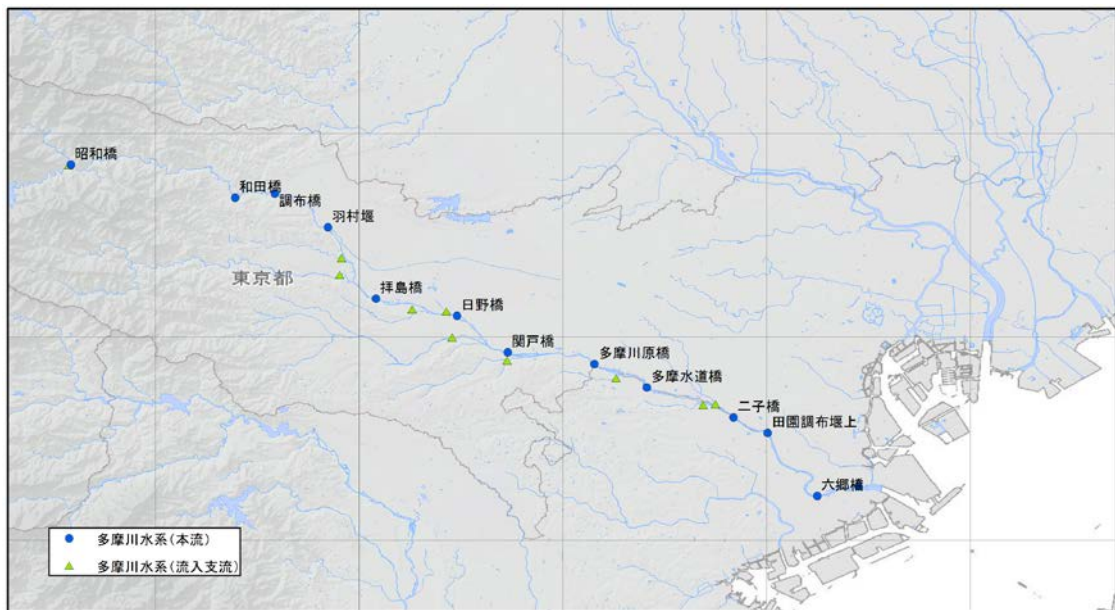 昭和橋
和田橋
調布橋
羽村堰
東京都
拝島橋
日野橋
関戸橋
多摩川原橋
多摩水道橋
二子橋
田園調布堰上
六郷橋
多摩川水系(本流)
多摩川水系(流入支流)